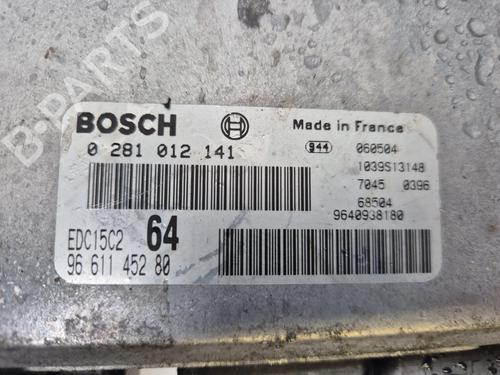 B-PARTS
BOSCH
Made in France
0 281 012 141
944 060504
1039S13148
7045 0396
68504
9640938180
EDC15C2 64
96 611 452 80